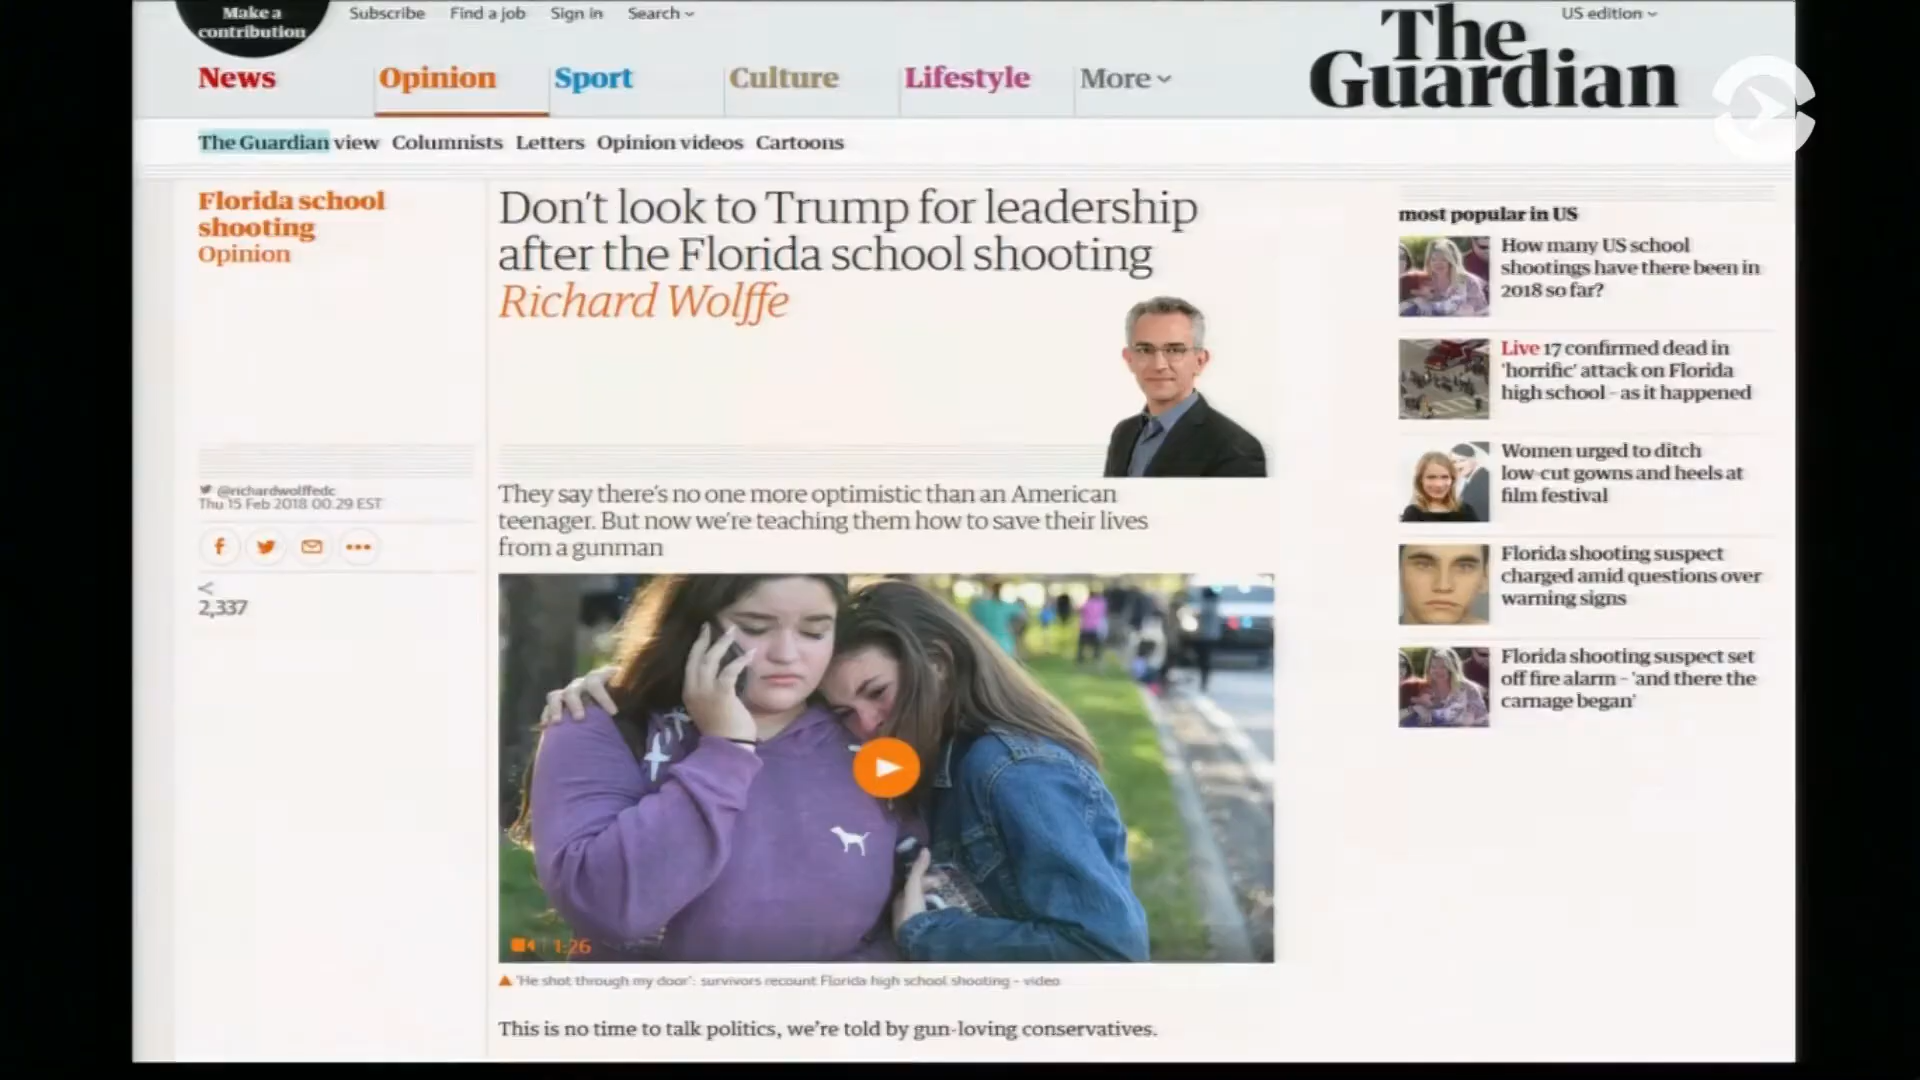 Make a
contribution
Subscribe Find a job Sign in Search
US edition
The
Guardian
News Opinion Sport Culture Lifestyle More
The Guardian view Columnists Letters Opinion videos Cartoons
Florida school
shooting
Opinion
Don't look to Trump for leadership
after the Florida school shooting
Richard Wolffe
@richardwolffedc
Thu 15 Feb 2018 00.29 EST
2,337
They say there's no one more optimistic than an American
teenager. But now we're teaching them how to save their lives
from a gunman
1:26
'He shot through my door': survivors recount Florida high school shooting - video
This is no time to talk politics, we're told by gun-loving conservatives.
most popular in US
How many US school
shootings have there been in
2018 so far?
Live 17 confirmed dead in
'horrific' attack on Florida
high school - as it happened
Women urged to ditch
low-cut gowns and heels at
film festival
Florida shooting suspect
charged amid questions over
warning signs
Florida shooting suspect set
off fire alarm - 'and there the
carnage began'